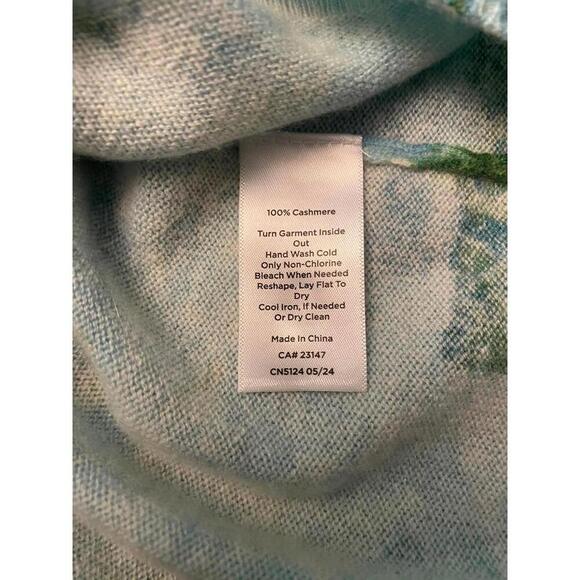 100% Cashmere
Turn Garment Inside
Out
Hand Wash Cold
Only Non-Chlorine
Bleach When Needed
Reshape, Lay Flat To
Dry
Cool Iron, If Needed
Or Dry Clean
Made In China
CA# 23147
CN5124 05/24